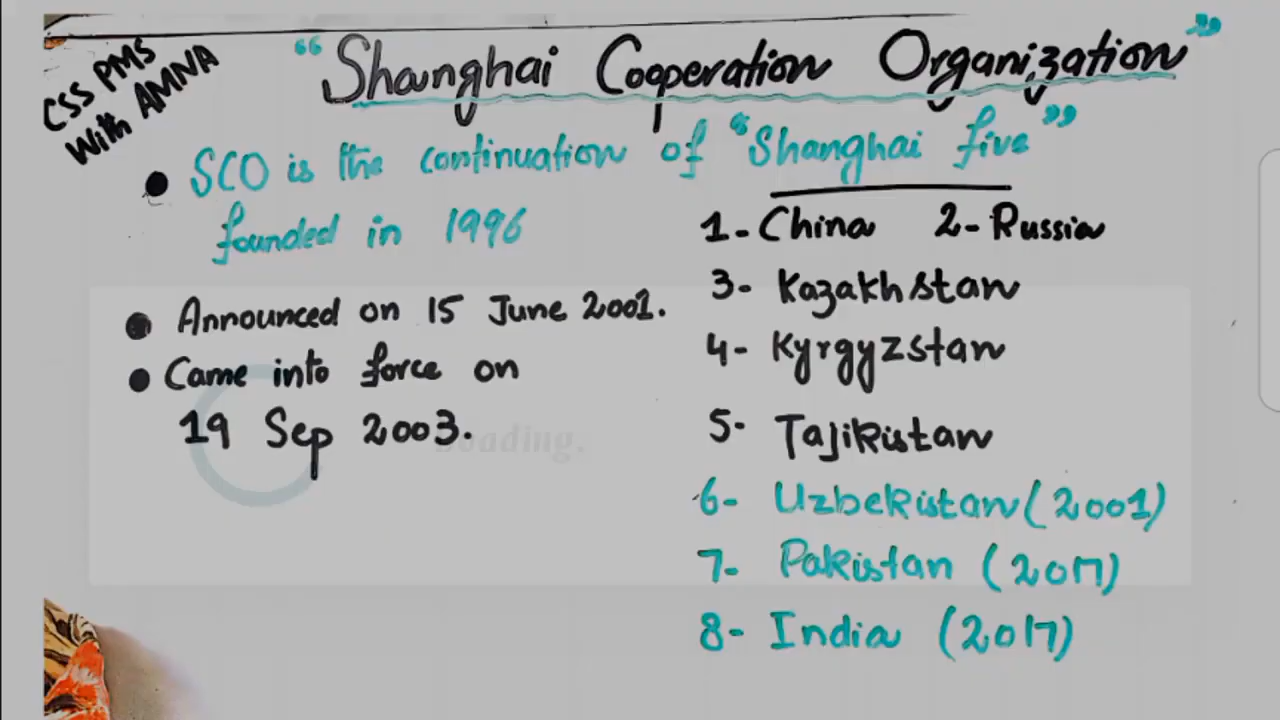 CSS PMS
With AMNA
"Shanghai Cooperation Organization"
• SCO is the continuation of "Shanghai five"
founded in 1996
• Announced on 15 June 2001.
• Came into force on
19 Sep 2003.
1- China 2- Russia
3- Kazakhstan
4- Kyrgyzstan
5- Tajikistan
6- Uzbekistan (2001)
7- Pakistan (2017)
8- India (2017)
Loading.